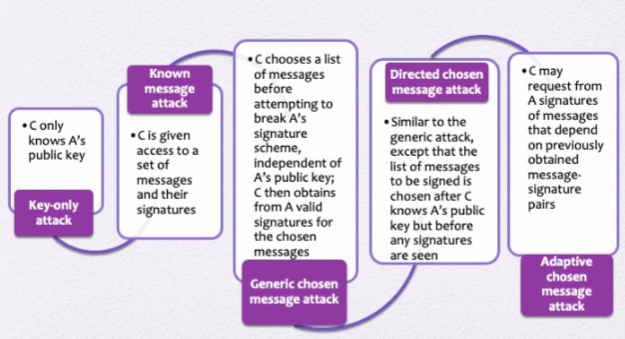 • C only
knows A's
public key
Key-only
attack
Known
message
attack
• C is given
access to a
set of
messages
and their
signatures
• C chooses a list
of messages
before
attempting to
break A's
signature
scheme,
independent of
A's public key;
C then obtains
from A valid
signatures for
the chosen
messages
Generic chosen
message attack
Directed chosen
message attack
• Similar to the
generic attack,
except that the
list of messages
to be signed is
chosen after C
knows A's public
key but before
any signatures
are seen
• C may
request from
A signatures
of messages
that depend
on previously
obtained
message-
signature
pairs
Adaptive
chosen
message
attack